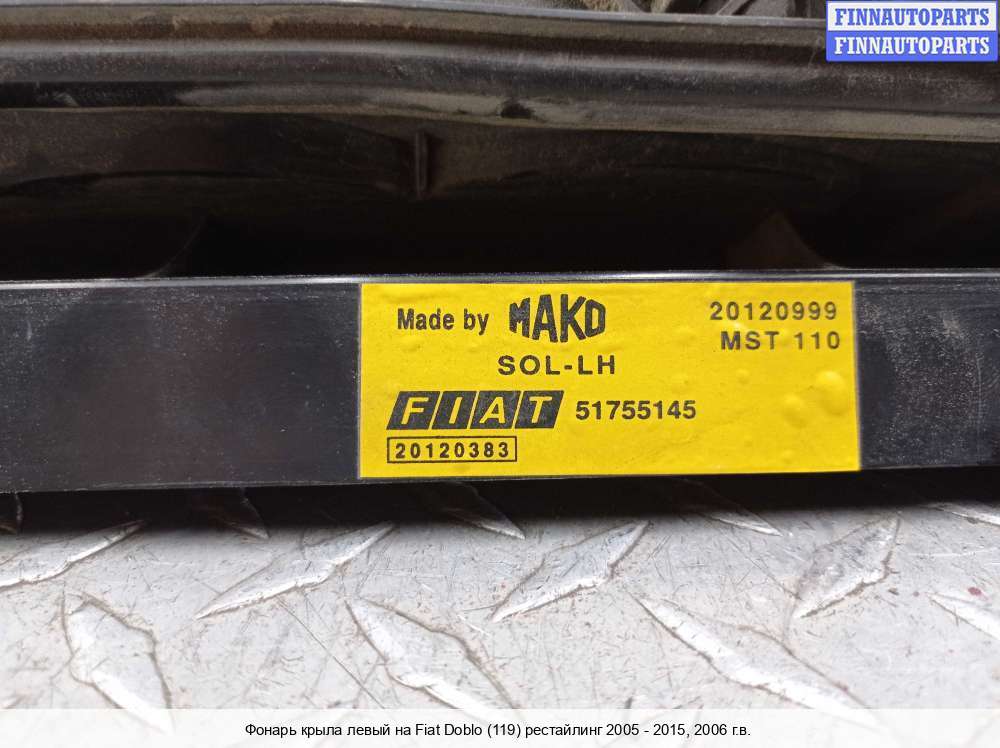 FINNAUTOPARTS
FINNAUTOPARTS
Made by MAKO 20120999
MST 110
SOL-LH
FIAT 51755145
20120383
Фонарь крыла левый на Fiat Doblo (119) рестайлинг 2005 - 2015, 2006 г.в.